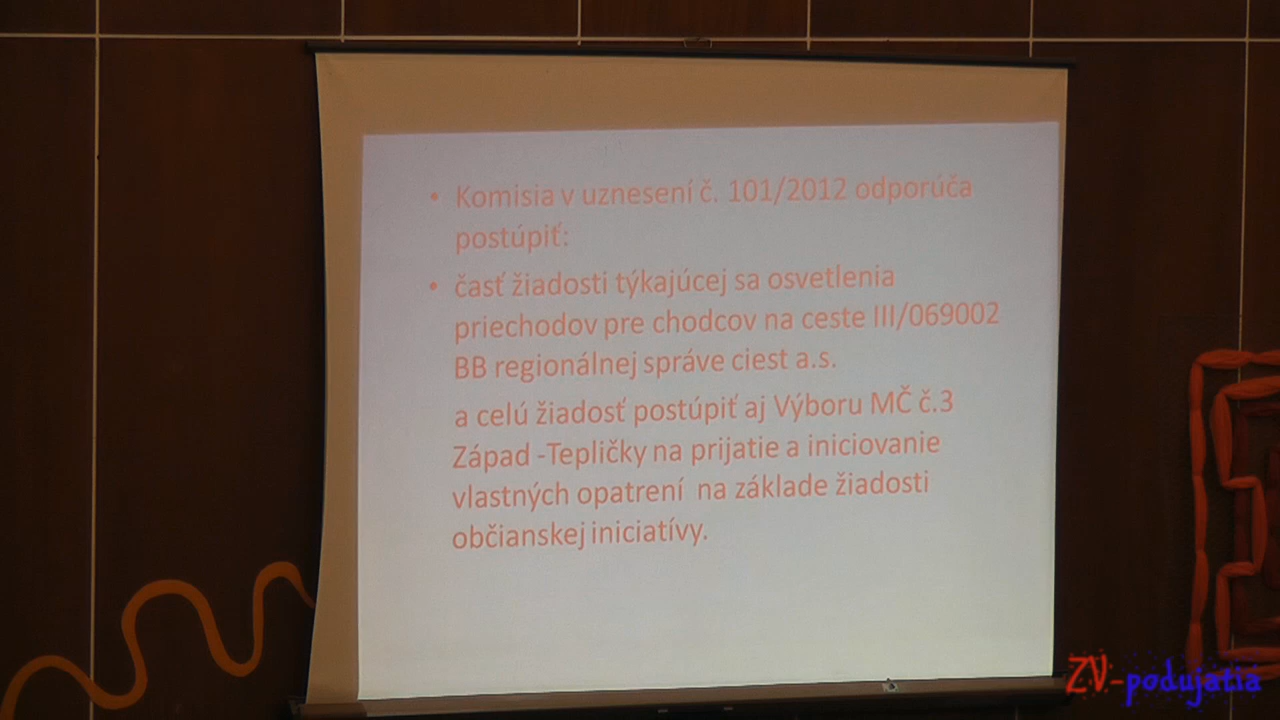 • Komisia v uznesení č. 101/2012 odporúča
postúpiť:
• časť žiadosti týkajúcej sa osvetlenia
priechodov pre chodcov na ceste III/069002
BB regionálnej správe ciest a.s.
a celú žiadosť postúpiť aj Výboru MČ č.3
Západ -Tepličky na prijatie a iniciovanie
vlastných opatrení na základe žiadosti
občianskej iniciatívy.
ZV-podujatia